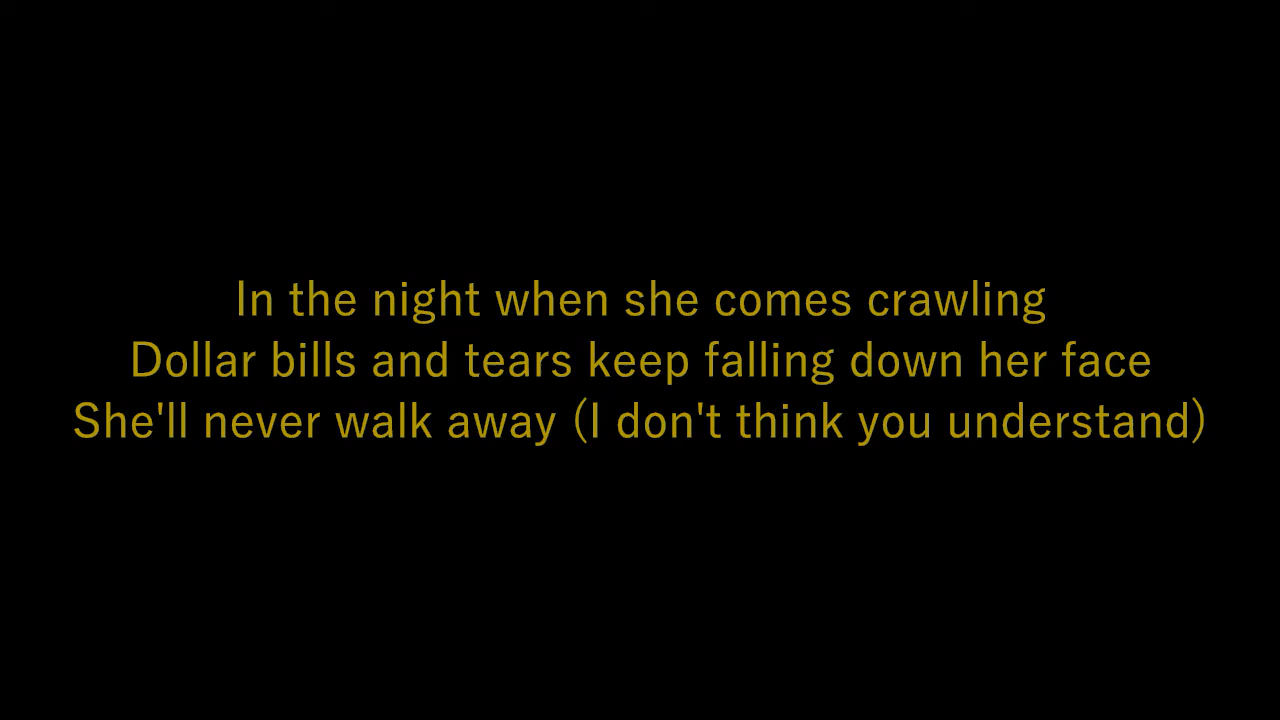 In the night when she comes crawling
Dollar bills and tears keep falling down her face
She'll never walk away (I don't think you understand)